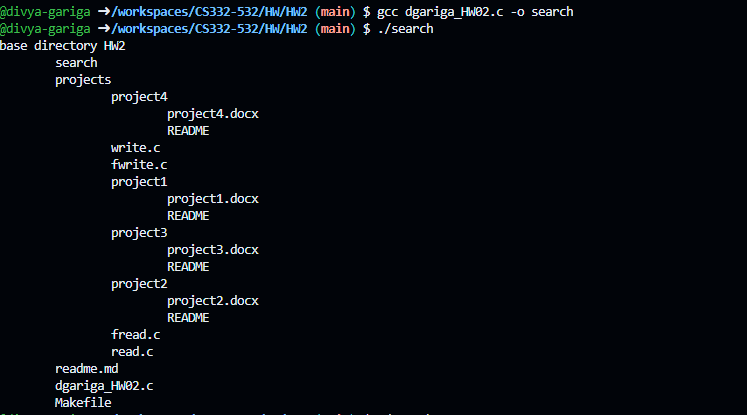 @divya-gariga ➜/workspaces/CS332-532/HW/HW2 (main) $ gcc dgariga_HW02.c -o search
@divya-gariga ➜/workspaces/CS332-532/HW/HW2 (main) $ ./search
base directory HW2
search
projects
project4
project4.docx
README
write.c
fwrite.c
project1
project1.docx
README
project3
project3.docx
README
project2
project2.docx
README
fread.c
read.c
readme.md
dgariga_HW02.c
Makefile